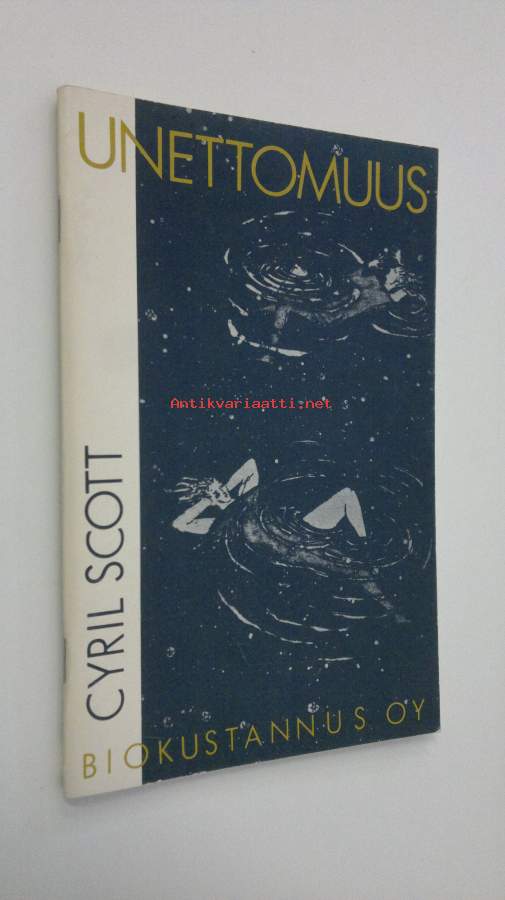 UNETTOMUUS
Antikvariaatti.net
CYRIL SCOTT
BIOKUSTANNUS OY